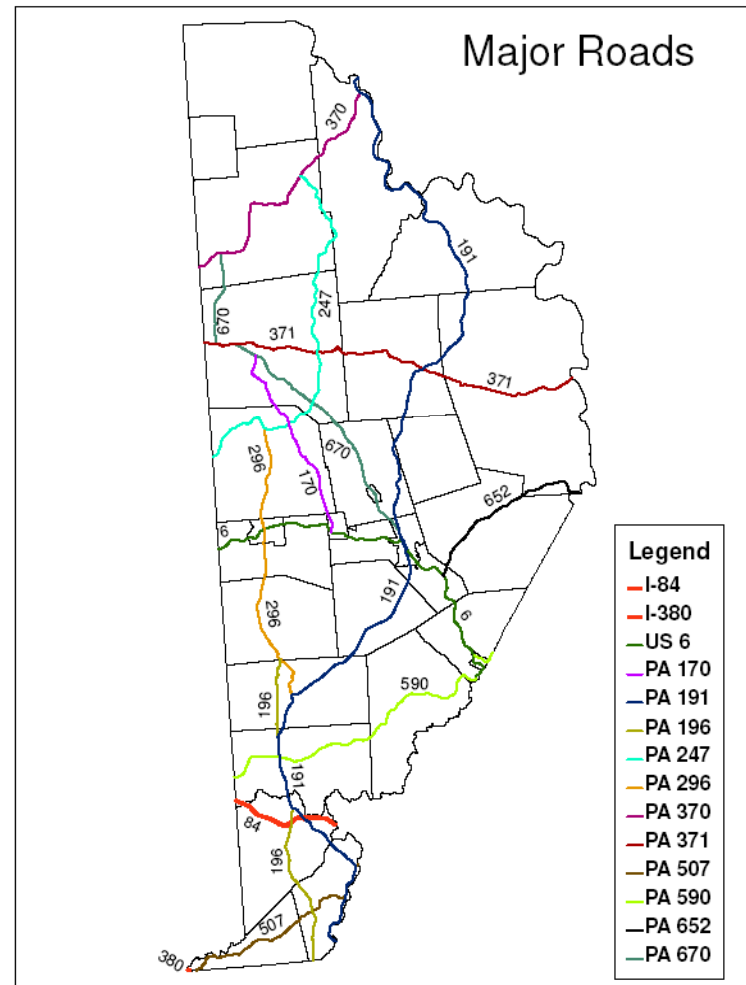 Major Roads
370
191
247
670
371
371
296
670
170
652
6
191
296
6
590
196
191
84
196
507
380
Legend
I-84
I-380
US 6
PA 170
PA 191
PA 196
PA 247
PA 296
PA 370
PA 371
PA 507
PA 590
PA 652
PA 670